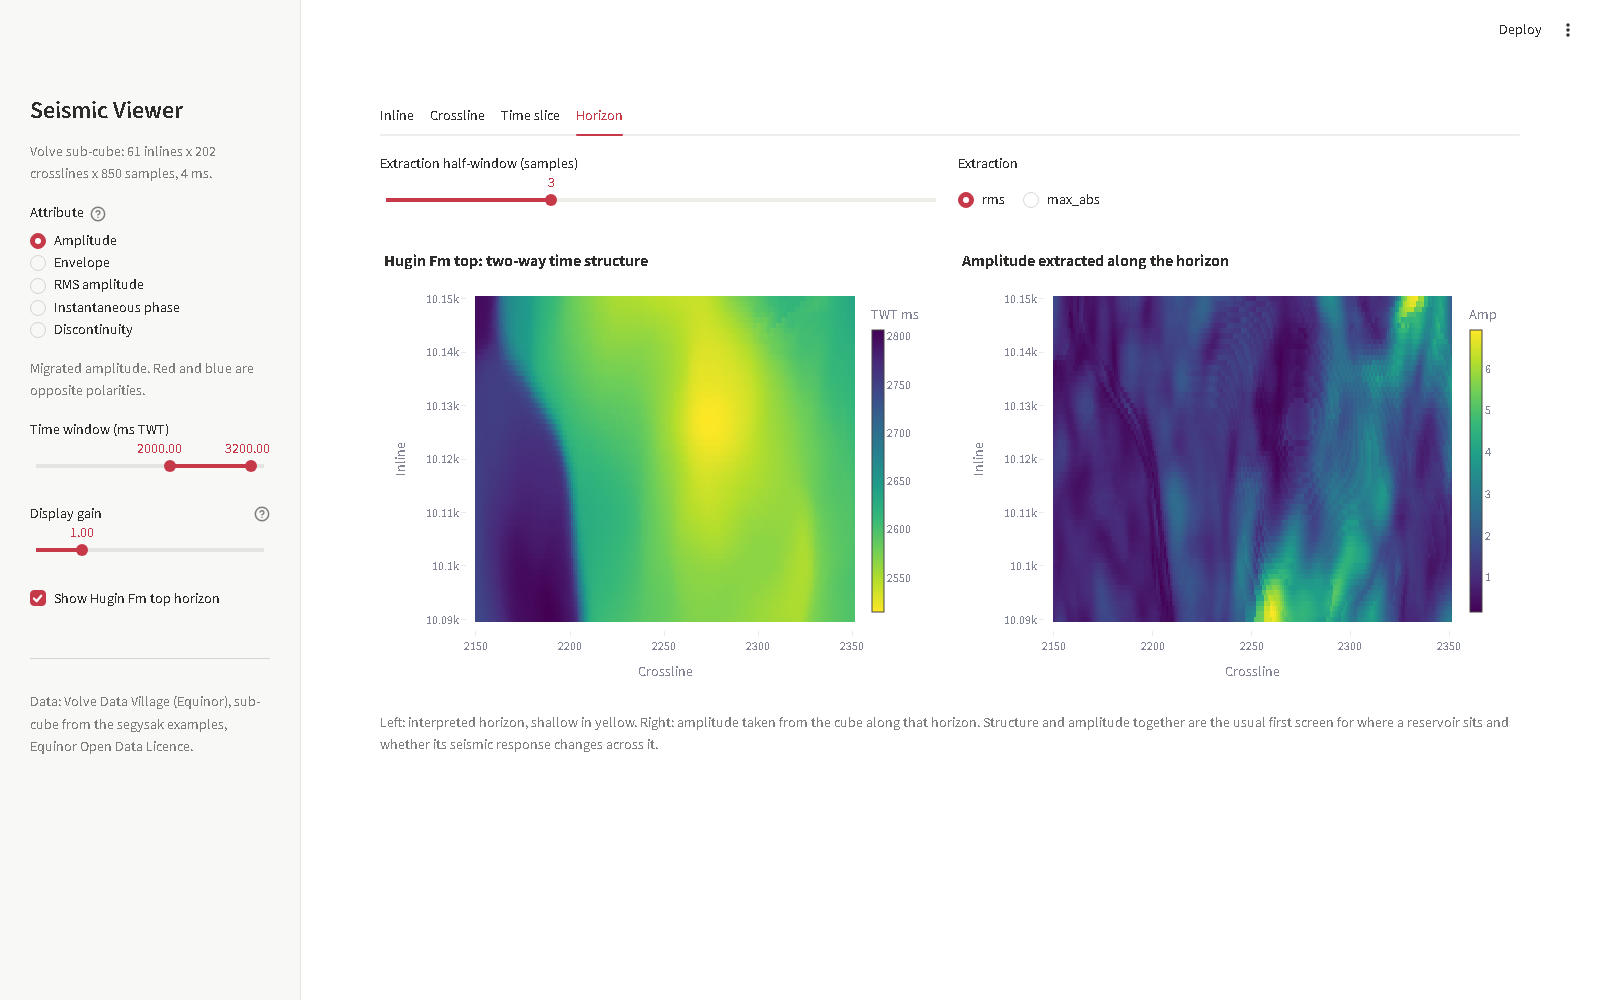 Deploy
Seismic Viewer
Volve sub-cube: 61 inlines x 202
crosslines x 850 samples, 4 ms.
Attribute
Amplitude
Envelope
RMS amplitude
Instantaneous phase
Discontinuity
Migrated amplitude. Red and blue are
opposite polarities.
Time window (ms TWT)
2000.00 3200.00
Display gain
1.00
Show Hugin Fm top horizon
Data: Volve Data Village (Equinor), sub-
cube from the segysak examples,
Equinor Open Data Licence.
Inline Crossline Time slice Horizon
Extraction half-window (samples)
3
Extraction
rms max_abs
Hugin Fm top: two-way time structure
10.15k
10.14k
10.13k
10.12k
10.11k
10.1k
10.09k
Inline
2150 2200 2250 2300 2350
Crossline
TWT ms
2800
2750
2700
2650
2600
2550
Amplitude extracted along the horizon
10.15k
10.14k
10.13k
10.12k
10.11k
10.1k
10.09k
Inline
2150 2200 2250 2300 2350
Crossline
Amp
6
5
4
3
2
1
Left: interpreted horizon, shallow in yellow. Right: amplitude taken from the cube along that horizon. Structure and amplitude together are the usual first screen for where a reservoir sits and
whether its seismic response changes across it.